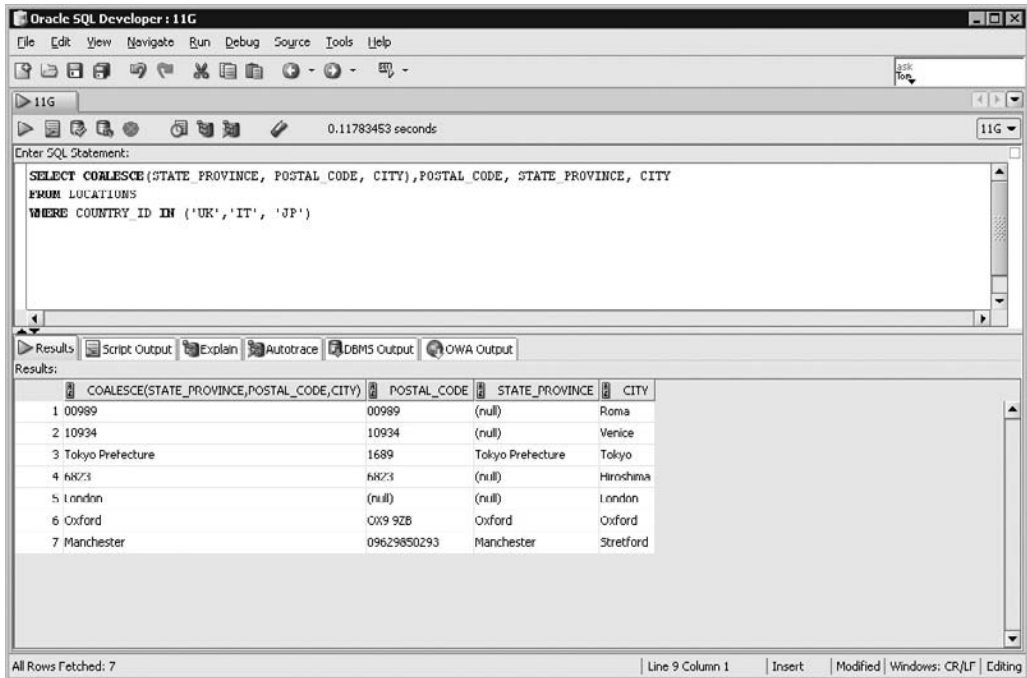 Oracle SQL Developer : 11G
File Edit View Navigate Run Debug Source Tools Help
ask Tom
11G
0.11783453 seconds
11G
Enter SQL Statement:
SELECT COALESCE(STATE_PROVINCE, POSTAL_CODE, CITY),POSTAL_CODE, STATE_PROVINCE, CITY
FROM LOCATIONS
WHERE COUNTRY_ID IN ('UK','IT', 'JP')
Results Script Output Explain Autotrace DBMS Output OWA Output
Results:
COALESCE(STATE_PROVINCE,POSTAL_CODE,CITY) POSTAL_CODE STATE_PROVINCE CITY
1 00989 00989 (null) Roma
2 10934 10934 (null) Venice
3 Tokyo Prefecture 1689 Tokyo Prefecture Tokyo
4 6823 6823 (null) Hiroshima
5 London (null) (null) London
6 Oxford OX9 9ZB Oxford Oxford
7 Manchester 09629850293 Manchester Stretford
All Rows Fetched: 7 Line 9 Column 1 Insert Modified Windows: CR/LF Editing